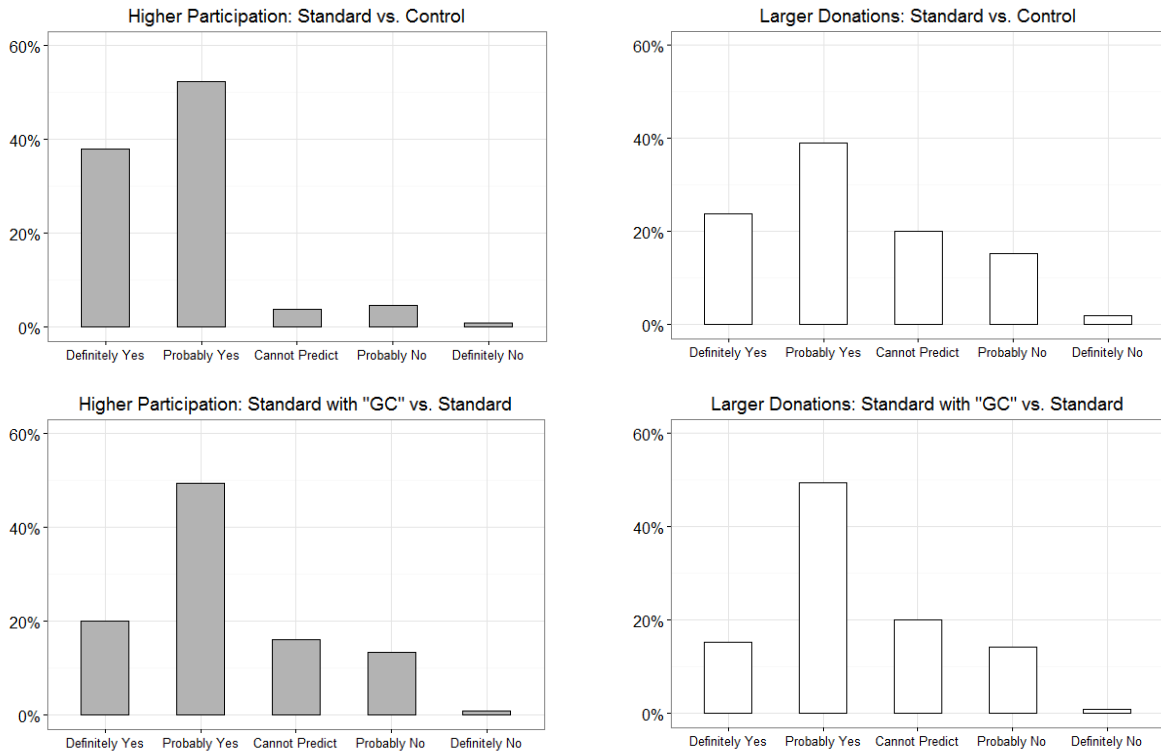 Higher Participation: Standard vs. Control
60%
40%
20%
0%
Definitely Yes Probably Yes Cannot Predict Probably No Definitely No
Larger Donations: Standard vs. Control
60%
40%
20%
0%
Definitely Yes Probably Yes Cannot Predict Probably No Definitely No
Higher Participation: Standard with "GC" vs. Standard
60%
40%
20%
0%
Definitely Yes Probably Yes Cannot Predict Probably No Definitely No
Larger Donations: Standard with "GC" vs. Standard
60%
40%
20%
0%
Definitely Yes Probably Yes Cannot Predict Probably No Definitely No